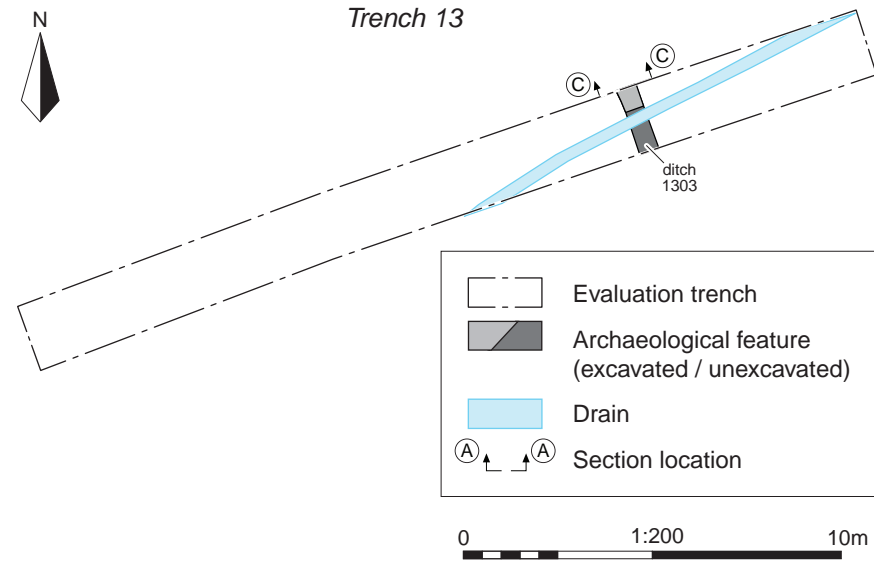 Trench 13
N
C
C
ditch
1303
Evaluation trench
Archaeological feature
(excavated / unexcavated)
Drain
A A
Section location
0 1:200 10m